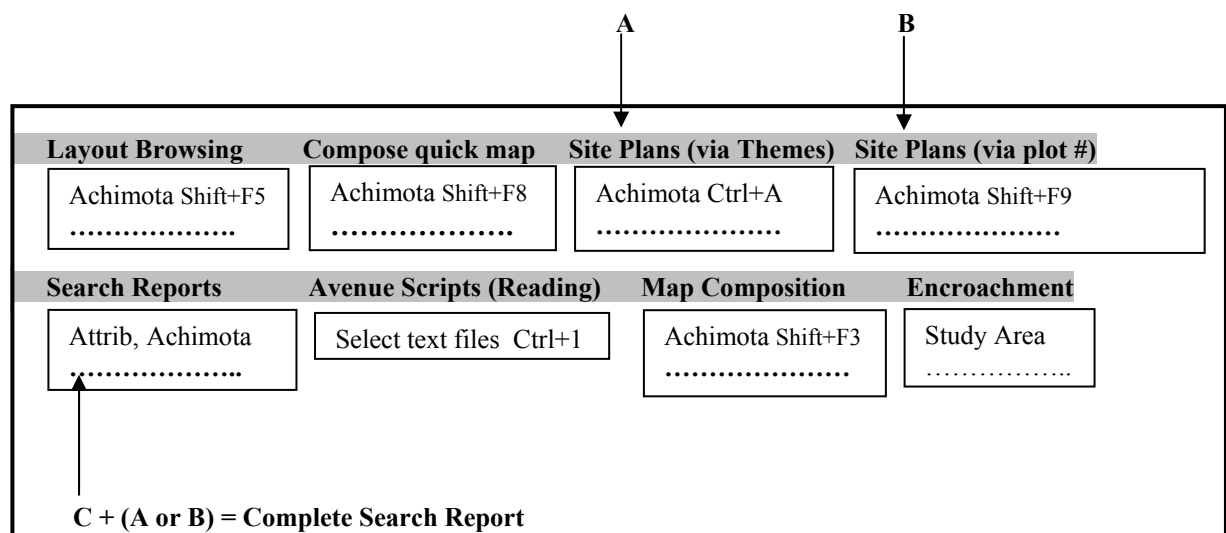 A B
Layout Browsing Compose quick map Site Plans (via Themes) Site Plans (via plot #)
Achimota Shift+F5 Achimota Shift+F8 Achimota Ctrl+A Achimota Shift+F9
……………….. ………………. ………………… …………………
Search Reports Avenue Scripts (Reading) Map Composition Encroachment
Attrib, Achimota Select text files Ctrl+1 Achimota Shift+F3 Study Area
……………….. ………………… ……………..
C + (A or B) = Complete Search Report